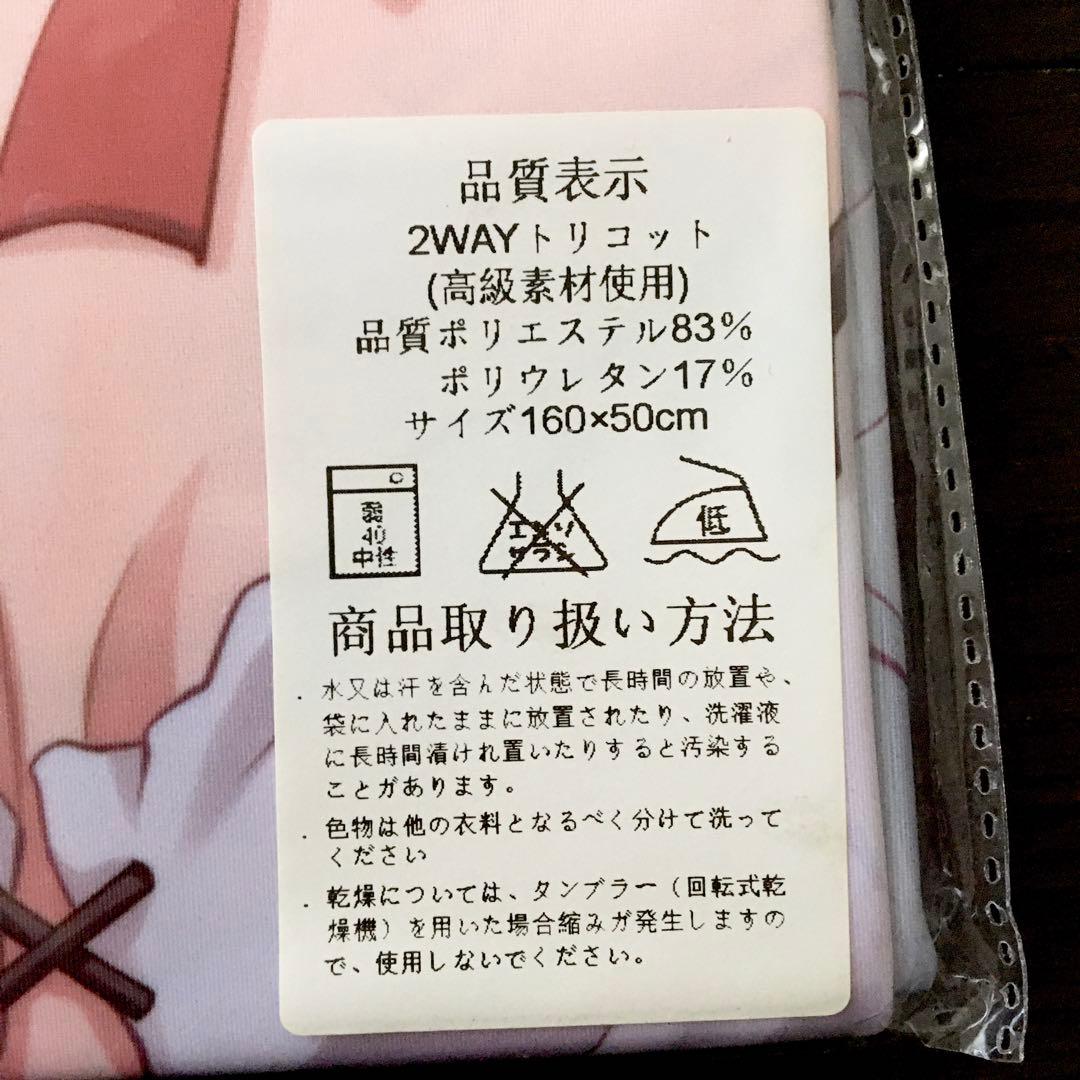 品質表示
2WAYトリコット
(高級素材使用)
品質ポリエステル83%
ポリウレタン17%
サイズ160×50cm
弱
40
中性
エンソ
サラシ
低
商品取り扱い方法
．水又は汗を含んだ状態で長時間の放置や、
袋に入れたままに放置されたり、洗濯液
に長時間漬けれ置いたりすると汚染する
ことがあります。
．色物は他の衣料となるべく分けて洗って
ください
．乾燥については、タンブラー（回転式乾
燥機）を用いた場合縮みが発生しますの
で、使用しないでください。